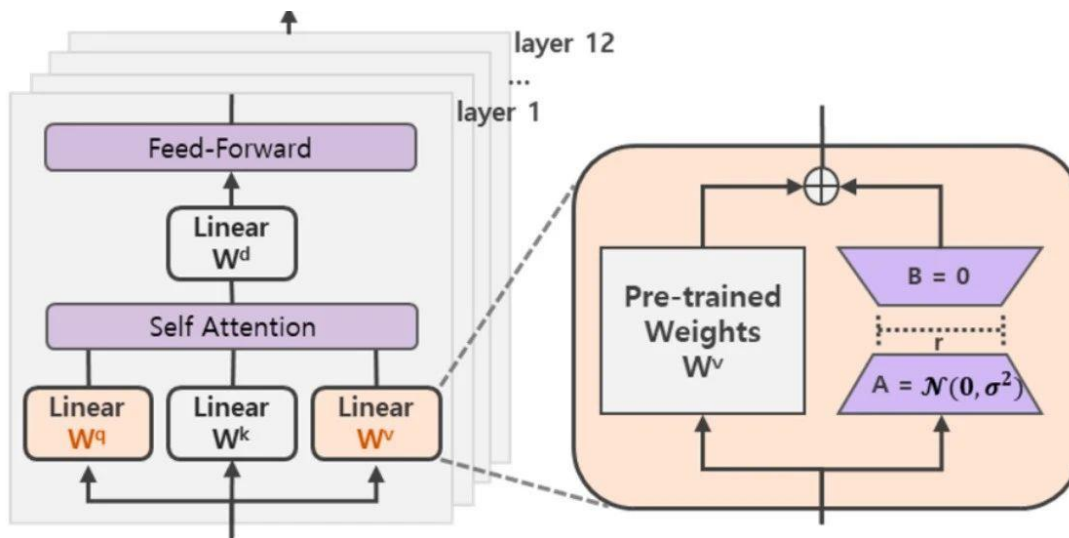 layer 12
...
layer 1
Feed-Forward
Linear
Wᵈ
Self Attention
Linear
W^q
Linear
Wᵏ
Linear
Wᵛ
Pre-trained
Weights
Wᵛ
B = 0
r
A = 𝓝(0, σ²)